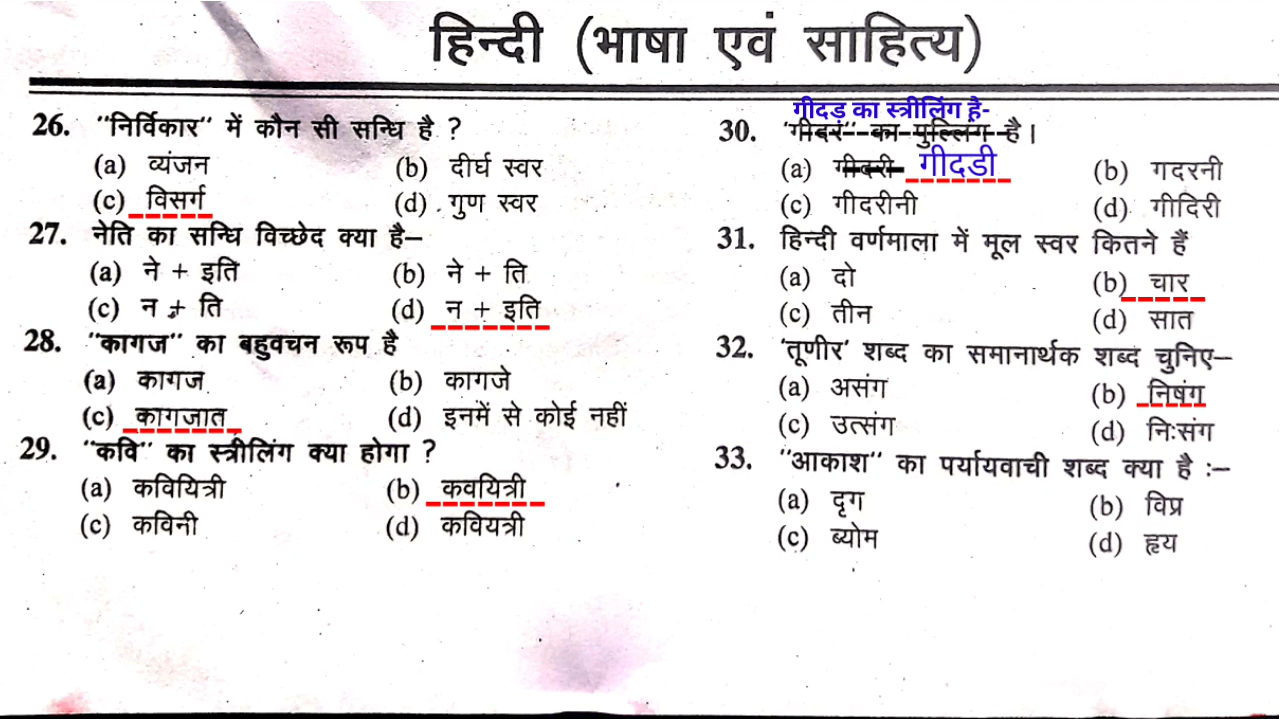 हिन्दी (भाषा एवं साहित्य)
26. "निर्विकार" में कौन सी सन्धि है ?
(a) व्यंजन (b) दीर्घ स्वर
(c) विसर्ग (d) गुण स्वर
27. नेति का सन्धि विच्छेद क्या है–
(a) ने + इति (b) ने + ति
(c) न + ति (d) न + इति
28. "कागज" का बहुवचन रूप है
(a) कागज (b) कागजे
(c) कागजात (d) इनमें से कोई नहीं
29. "कवि" का स्त्रीलिंग क्या होगा ?
(a) कवियित्री (b) कवयित्री
(c) कविनी (d) कवियत्री
गीदड़ का स्त्रीलिंग है-
30. 'गीदर" का पुल्लिंग है।
(a) गीदरी गीदडी (b) गदरनी
(c) गीदरीनी (d) गीदिरी
31. हिन्दी वर्णमाला में मूल स्वर कितने हैं
(a) दो (b) चार
(c) तीन (d) सात
32. 'तूणीर' शब्द का समानार्थक शब्द चुनिए–
(a) असंग (b) निषंग
(c) उत्संग (d) निःसंग
33. "आकाश" का पर्यायवाची शब्द क्या है :–
(a) दृग (b) विप्र
(c) ब्योम (d) हृय